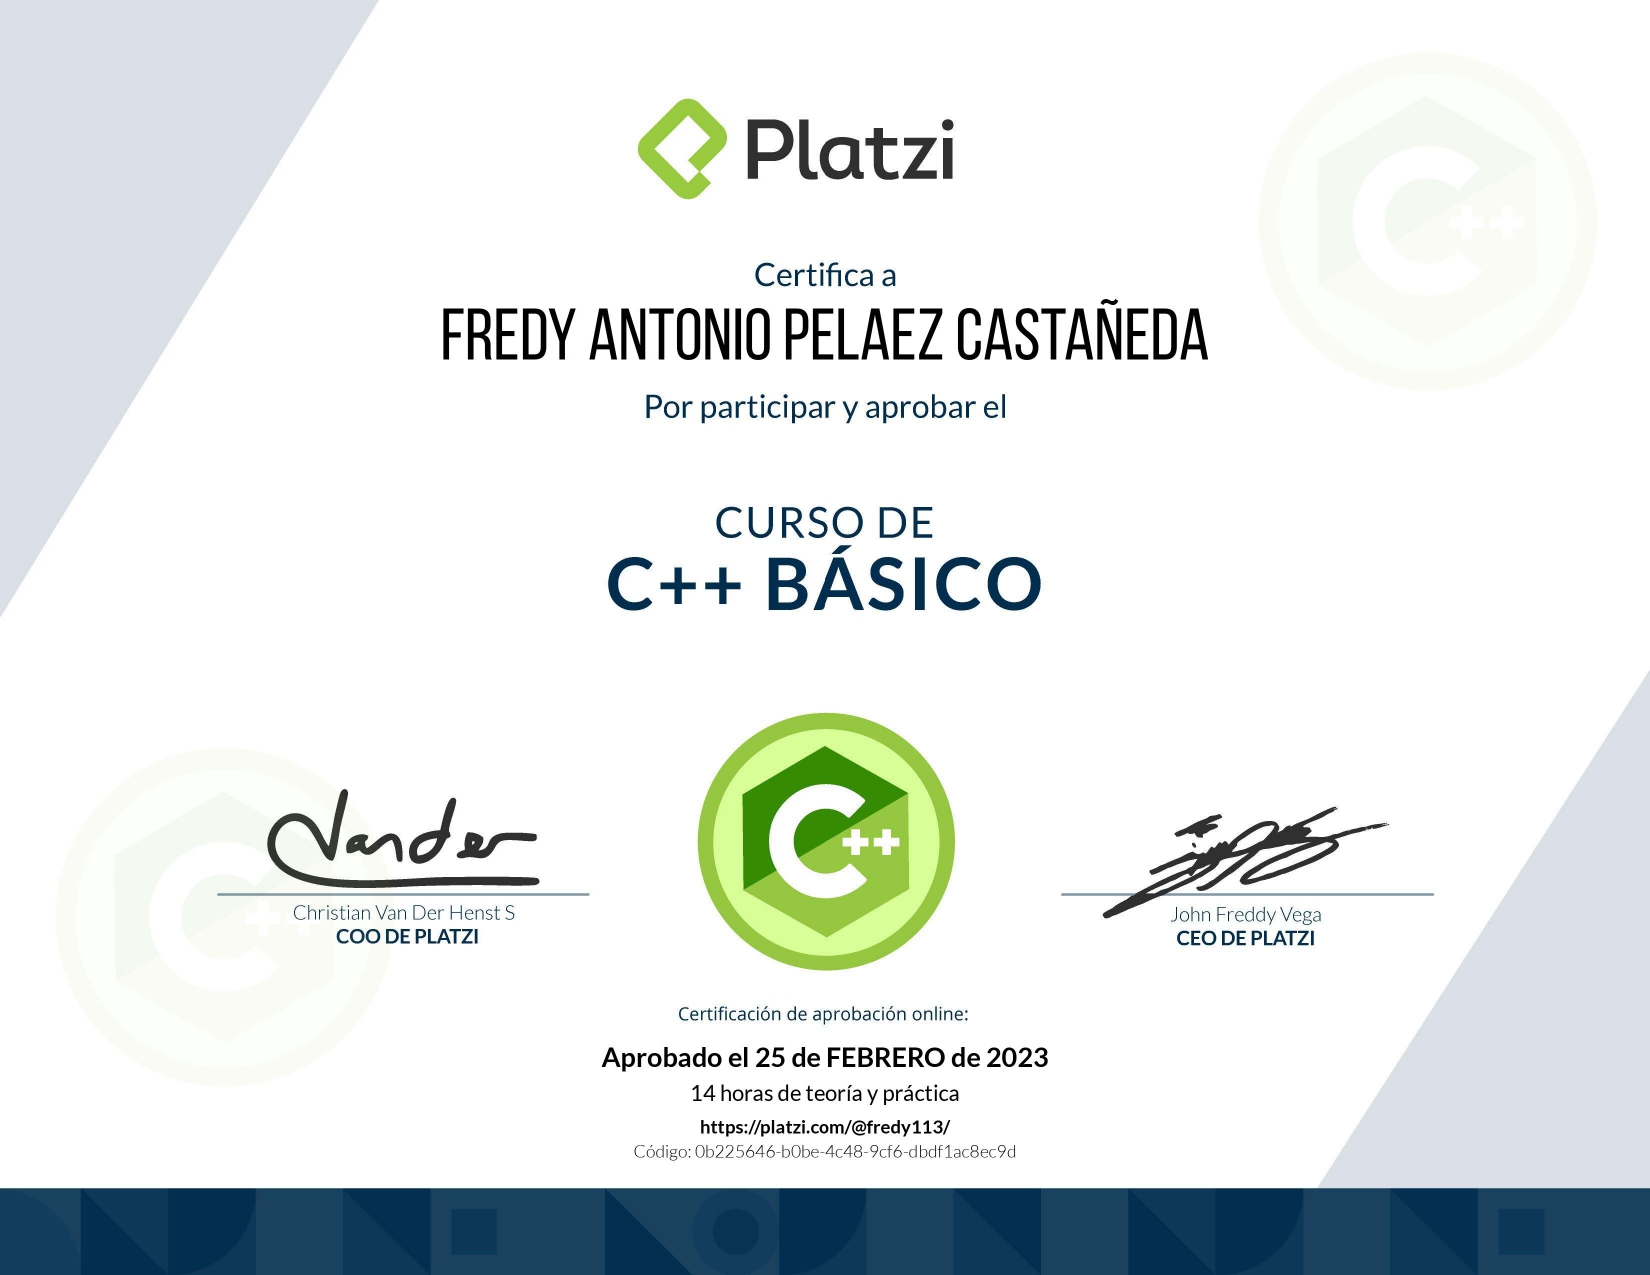 Platzi
Certifica a
FREDY ANTONIO PELAEZ CASTAÑEDA
Por participar y aprobar el
CURSO DE
C++ BÁSICO
C++
C++
C++
Vander
Christian Van Der Henst S
COO DE PLATZI
John Freddy Vega
CEO DE PLATZI
Certificación de aprobación online:
Aprobado el 25 de FEBRERO de 2023
14 horas de teoría y práctica
https://platzi.com/@fredy113/
Código: 0b225646-b0be-4c48-9cf6-dbdf1ac8ec9d